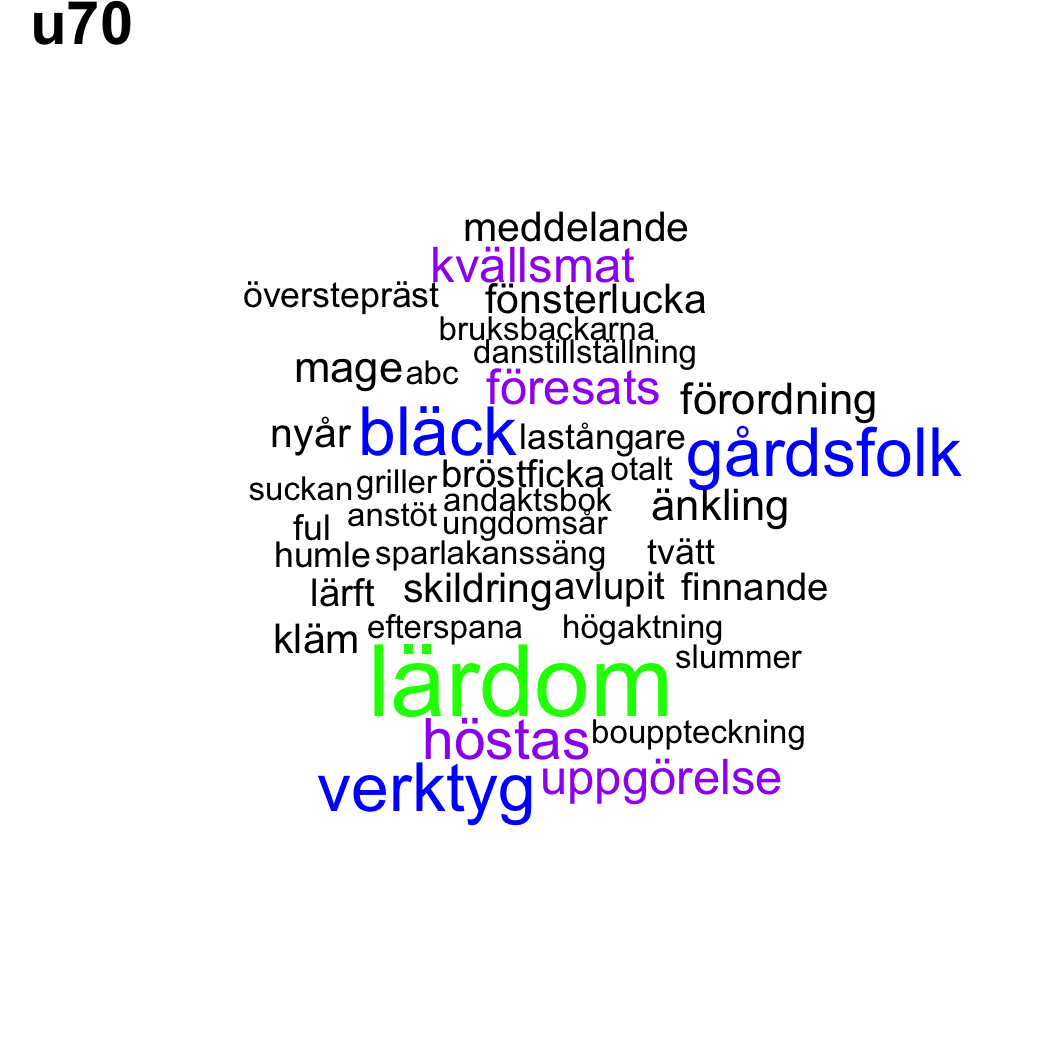 u70
meddelande
kvällsmat
överstepräst fönsterlucka
bruksbackarna
danstillställning
mage abc
föresats förordning
nyår bläck lastångare gårdsfolk
suckan griller bröstficka otalt
andaktsbok änkling
ful anstöt ungdomsår
humle sparlakanssäng tvätt
lärft skildring avlupit finnande
kläm efterspana högaktning
lärdom slummer
höstas bouppteckning
verktyg uppgörelse